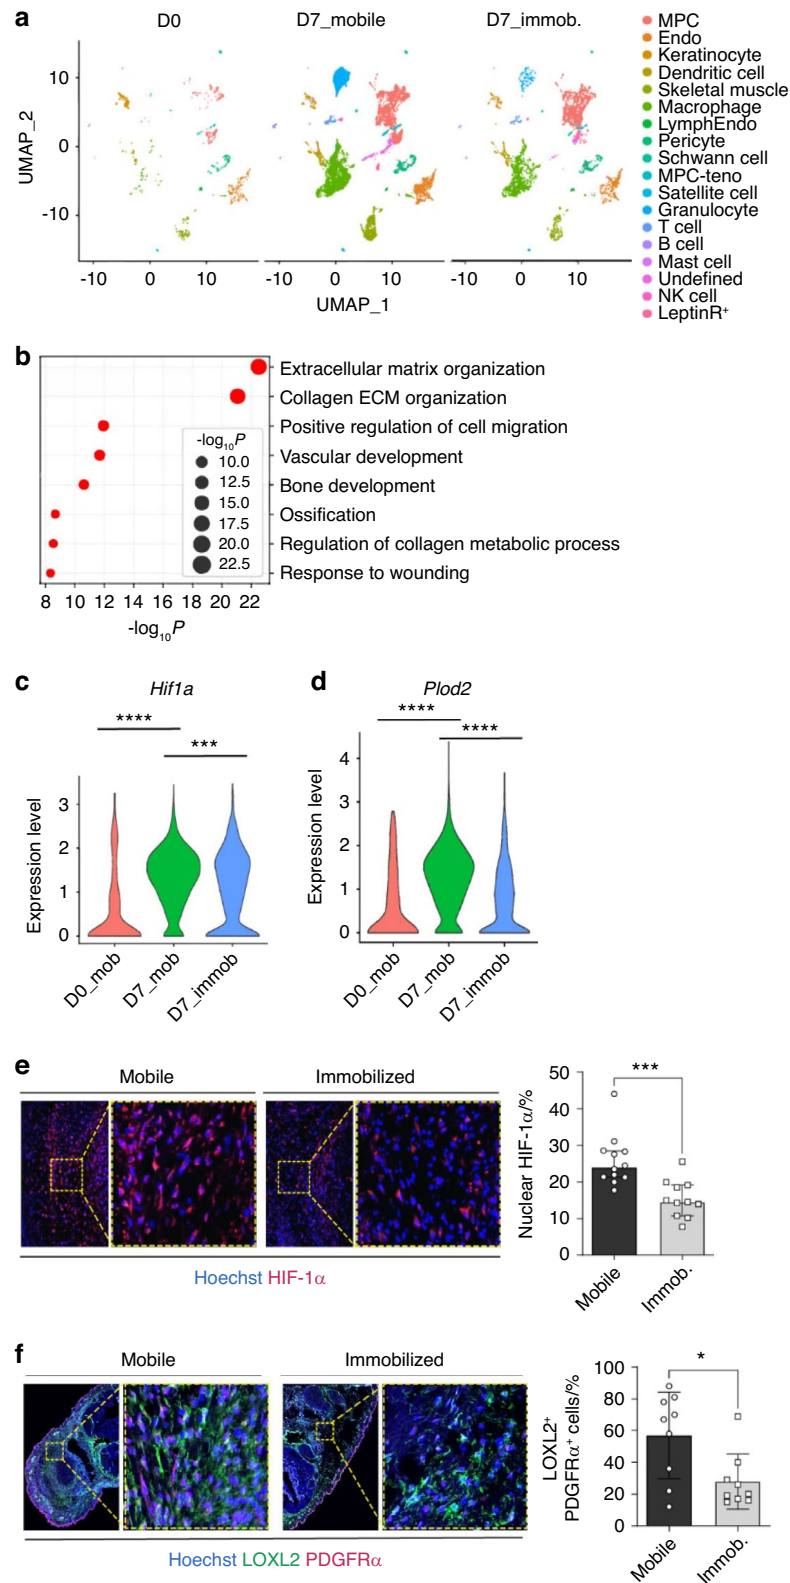 a
D0
D7_mobile
D7_immob.
UMAP_2
10
0
-10
-10 0 10
-10 0 10
-10 0 10
UMAP_1
MPC
Endo
Keratinocyte
Dendritic cell
Skeletal muscle
Macrophage
LymphEndo
Pericyte
Schwann cell
MPC-teno
Satellite cell
Granulocyte
T cell
B cell
Mast cell
Undefined
NK cell
LeptinR⁺
b
Extracellular matrix organization
Collagen ECM organization
Positive regulation of cell migration
Vascular development
Bone development
Ossification
Regulation of collagen metabolic process
Response to wounding
-log₁₀P
10.0
12.5
15.0
17.5
20.0
22.5
8 10 12 14 16 18 20 22
-log₁₀P
c
Hif1a
****
***
Expression level
3
2
1
0
D0_mob
D7_mob
D7_immob
d
Plod2
****
****
Expression level
4
3
2
1
0
D0_mob
D7_mob
D7_immob
e
Mobile
Immobilized
Hoechst HIF-1α
Nuclear HIF-1α/%
50
40
30
20
10
0
***
Mobile
Immob.
f
Mobile
Immobilized
Hoechst LOXL2 PDGFRα
LOXL2⁺
PDGFRα⁺ cells/%
100
80
60
40
20
0
*
Mobile
Immob.